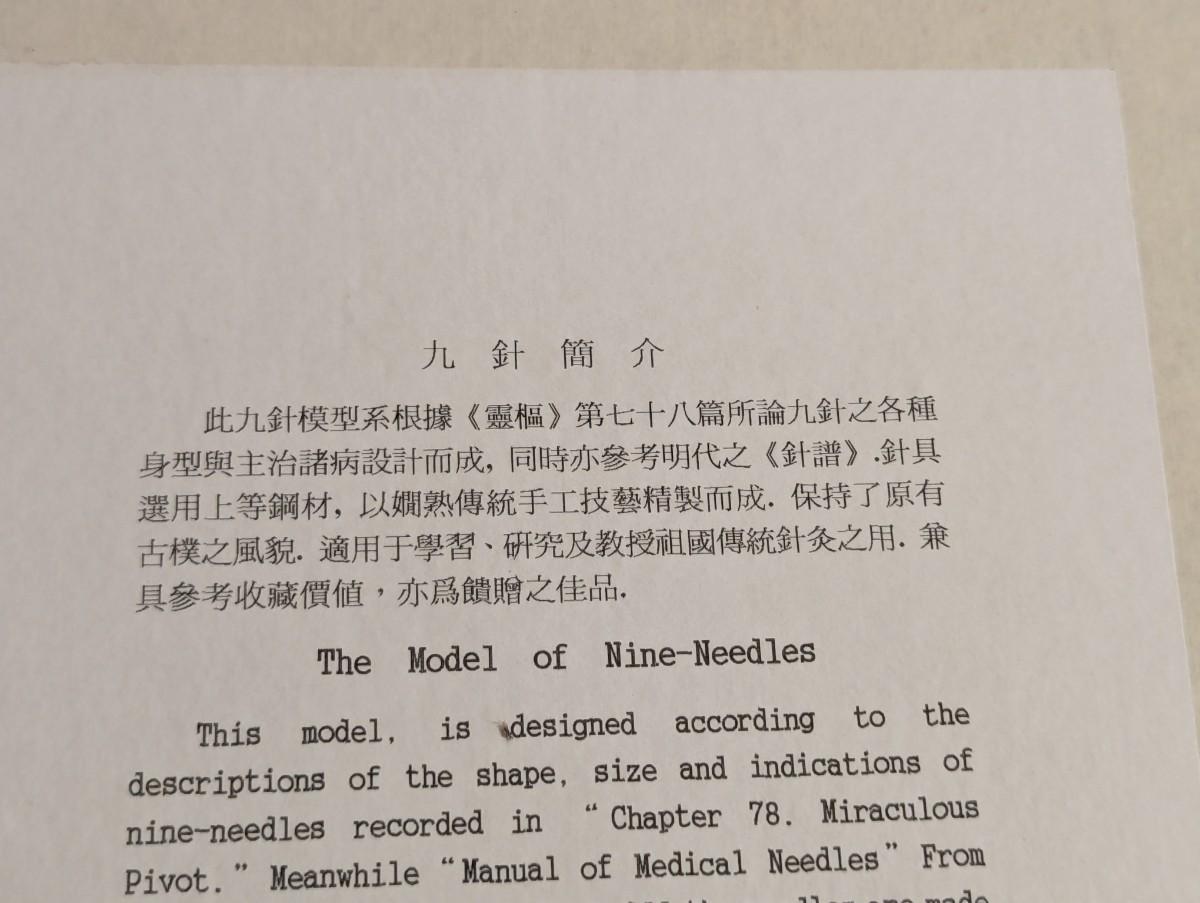 九針簡介
此九針模型系根據《靈樞》第七十八篇所論九針之各種
身型與主治諸病設計而成, 同時亦參考明代之《針譜》.針具
選用上等鋼材, 以嫻熟傳統手工技藝精製而成. 保持了原有
古樸之風貌. 適用于學習、研究及教授祖國傳統針灸之用. 兼
具參考收藏價值，亦爲饋贈之佳品.
The Model of Nine-Needles
This model, is designed according to the
descriptions of the shape, size and indications of
nine-needles recorded in “Chapter 78. Miraculous
Pivot.” Meanwhile “Manual of Medical Needles” From
made